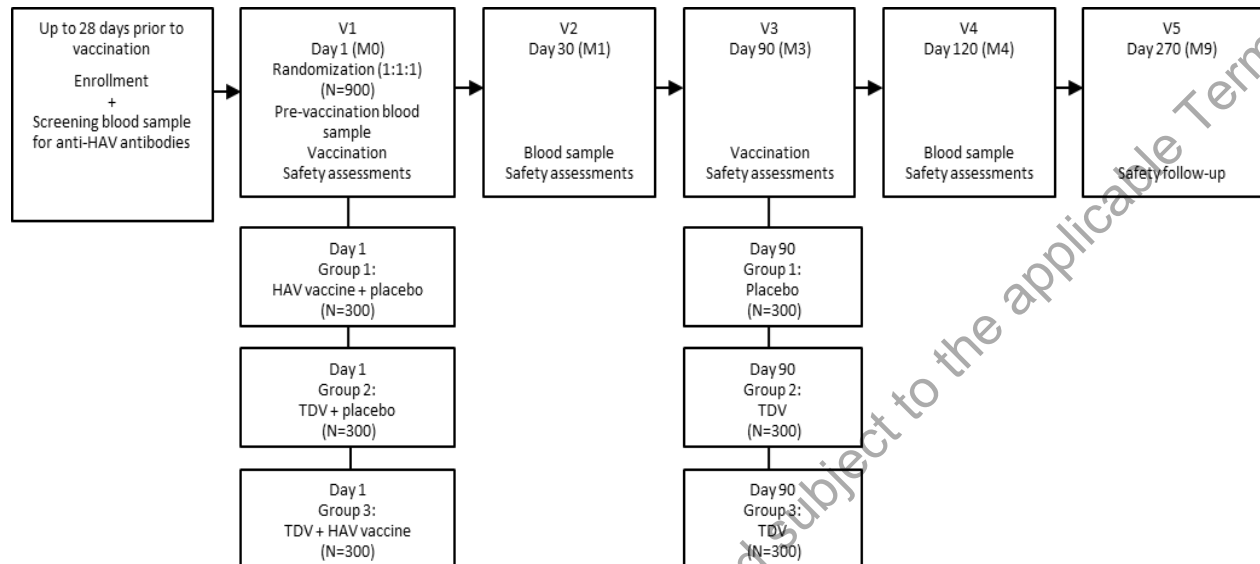 Up to 28 days prior to
vaccination
Enrollment
+
Screening blood sample
for anti-HAV antibodies
V1
Day 1 (M0)
Randomization (1:1:1)
(N=900)
Pre-vaccination blood
sample
Vaccination
Safety assessments
V2
Day 30 (M1)
Blood sample
Safety assessments
V3
Day 90 (M3)
Vaccination
Safety assessments
V4
Day 120 (M4)
Blood sample
Safety assessments
V5
Day 270 (M9)
Safety follow-up
Day 1
Group 1:
HAV vaccine + placebo
(N=300)
Day 90
Group 1:
Placebo
(N=300)
Day 1
Group 2:
TDV + placebo
(N=300)
Day 90
Group 2:
TDV
(N=300)
Day 1
Group 3:
TDV + HAV vaccine
(N=300)
Day 90
Group 3:
TDV
(N=300)
subject to the applicable